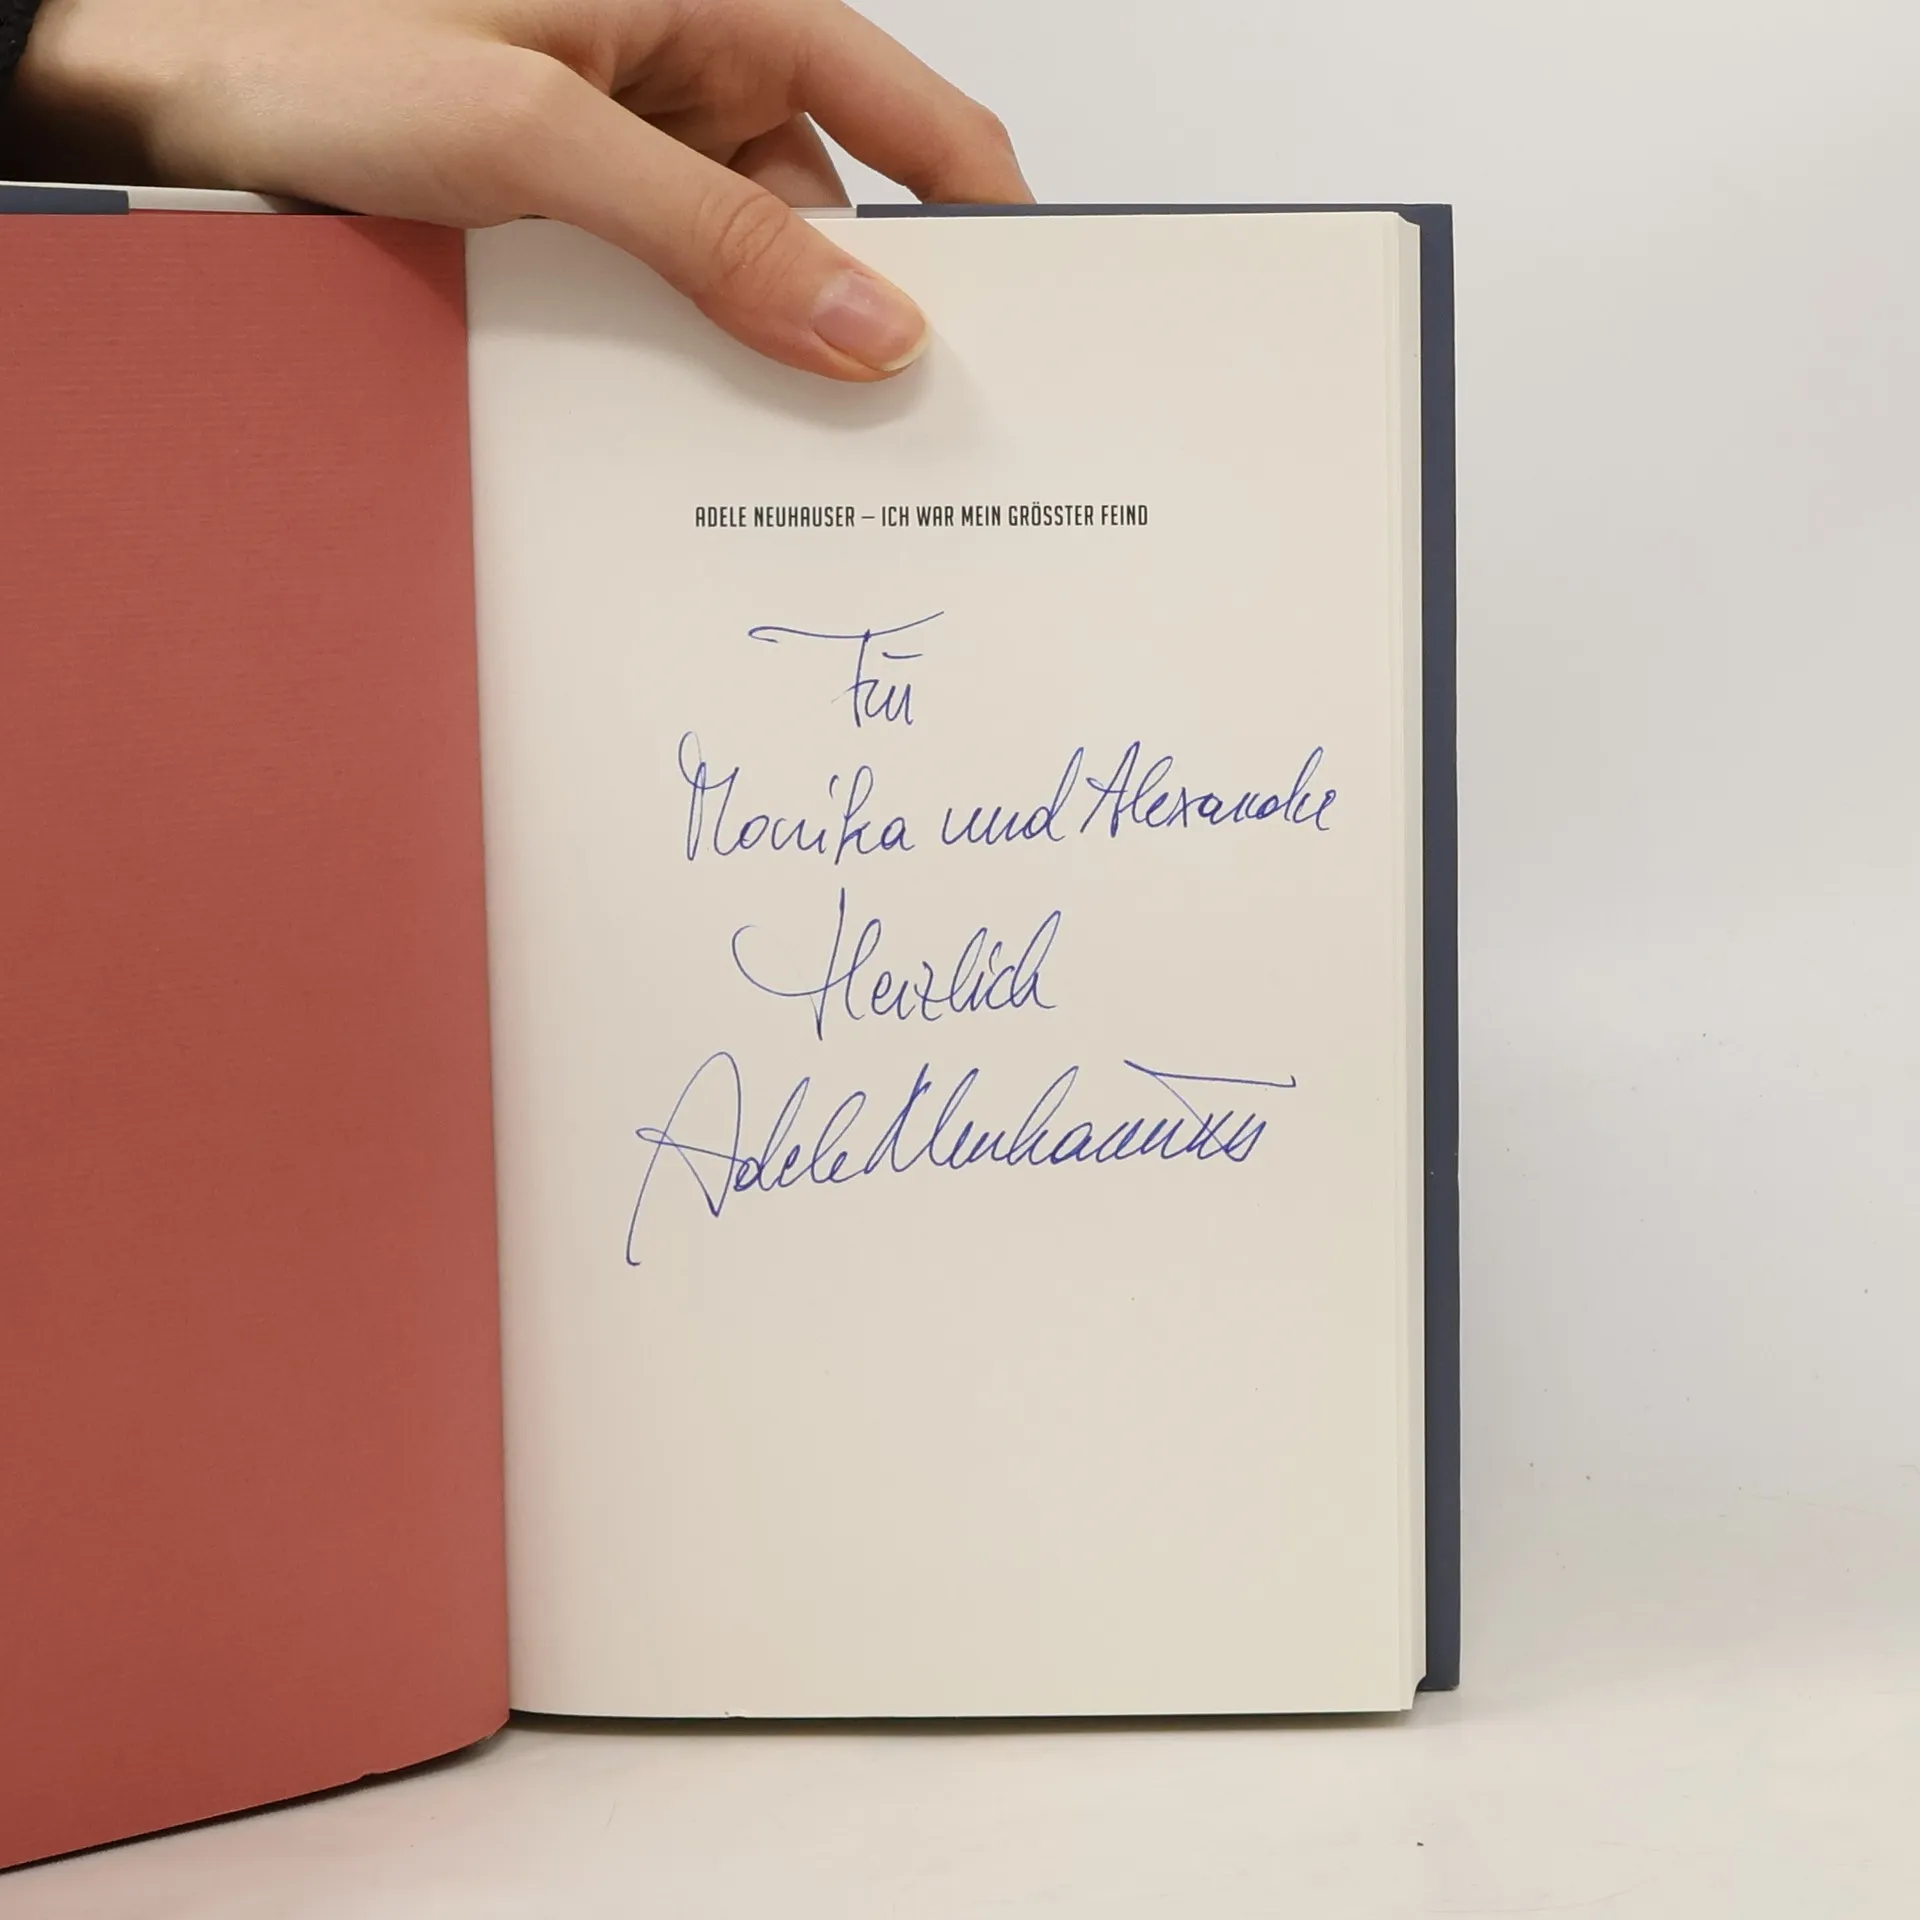 ADELE NEUHAUSER – ICH WAR MEIN GRÖSSTER FEIND
Für
Monika und Alexander
Herzlich
Adele Neuhauser